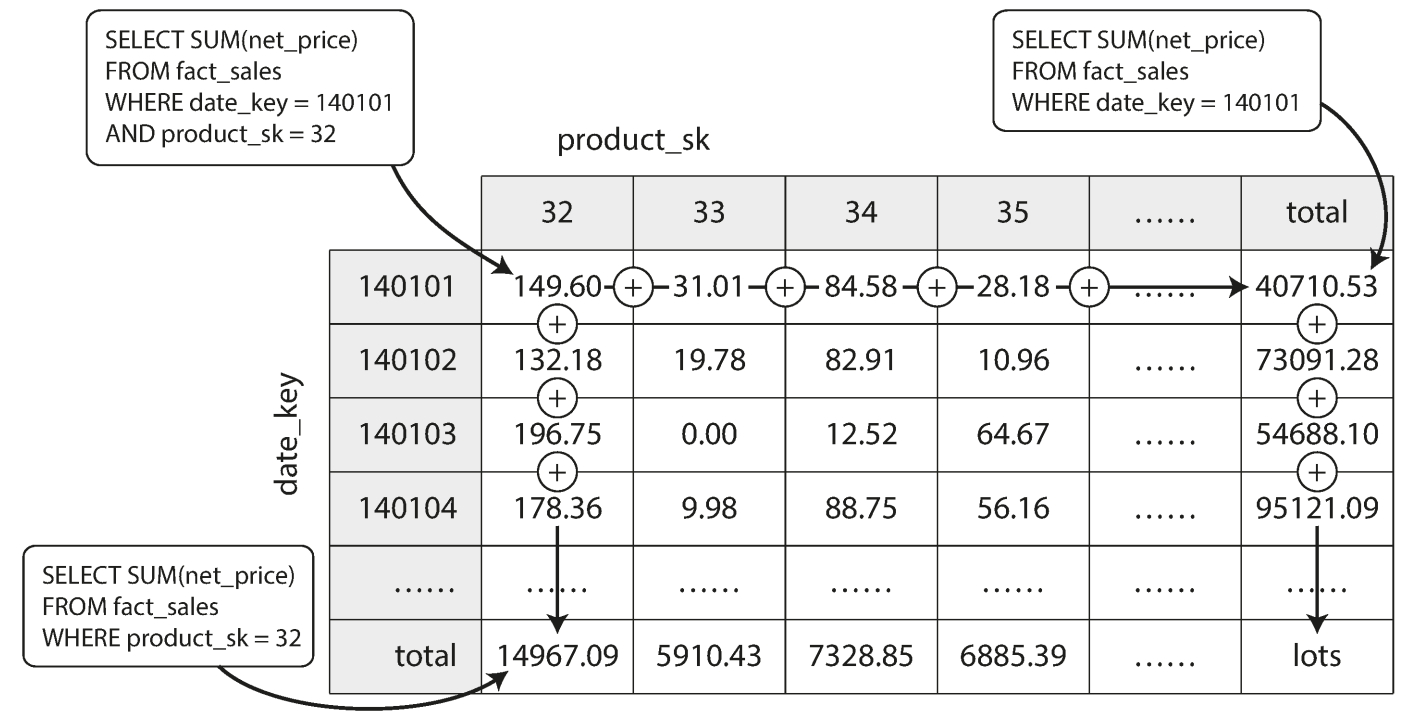 SELECT SUM(net_price)
FROM fact_sales
WHERE date_key = 140101
AND product_sk = 32
SELECT SUM(net_price)
FROM fact_sales
WHERE date_key = 140101
product_sk
32 33 34 35 ...... total
140101 149.60 + 31.01 + 84.58 + 28.18 + ...... 40710.53
+ +
140102 132.18 19.78 82.91 10.96 ...... 73091.28
+ +
date_key
140103 196.75 0.00 12.52 64.67 ...... 54688.10
+ +
140104 178.36 9.98 88.75 56.16 ...... 95121.09
...... ...... ...... ...... ...... ...... ......
total 14967.09 5910.43 7328.85 6885.39 ...... lots
SELECT SUM(net_price)
FROM fact_sales
WHERE product_sk = 32